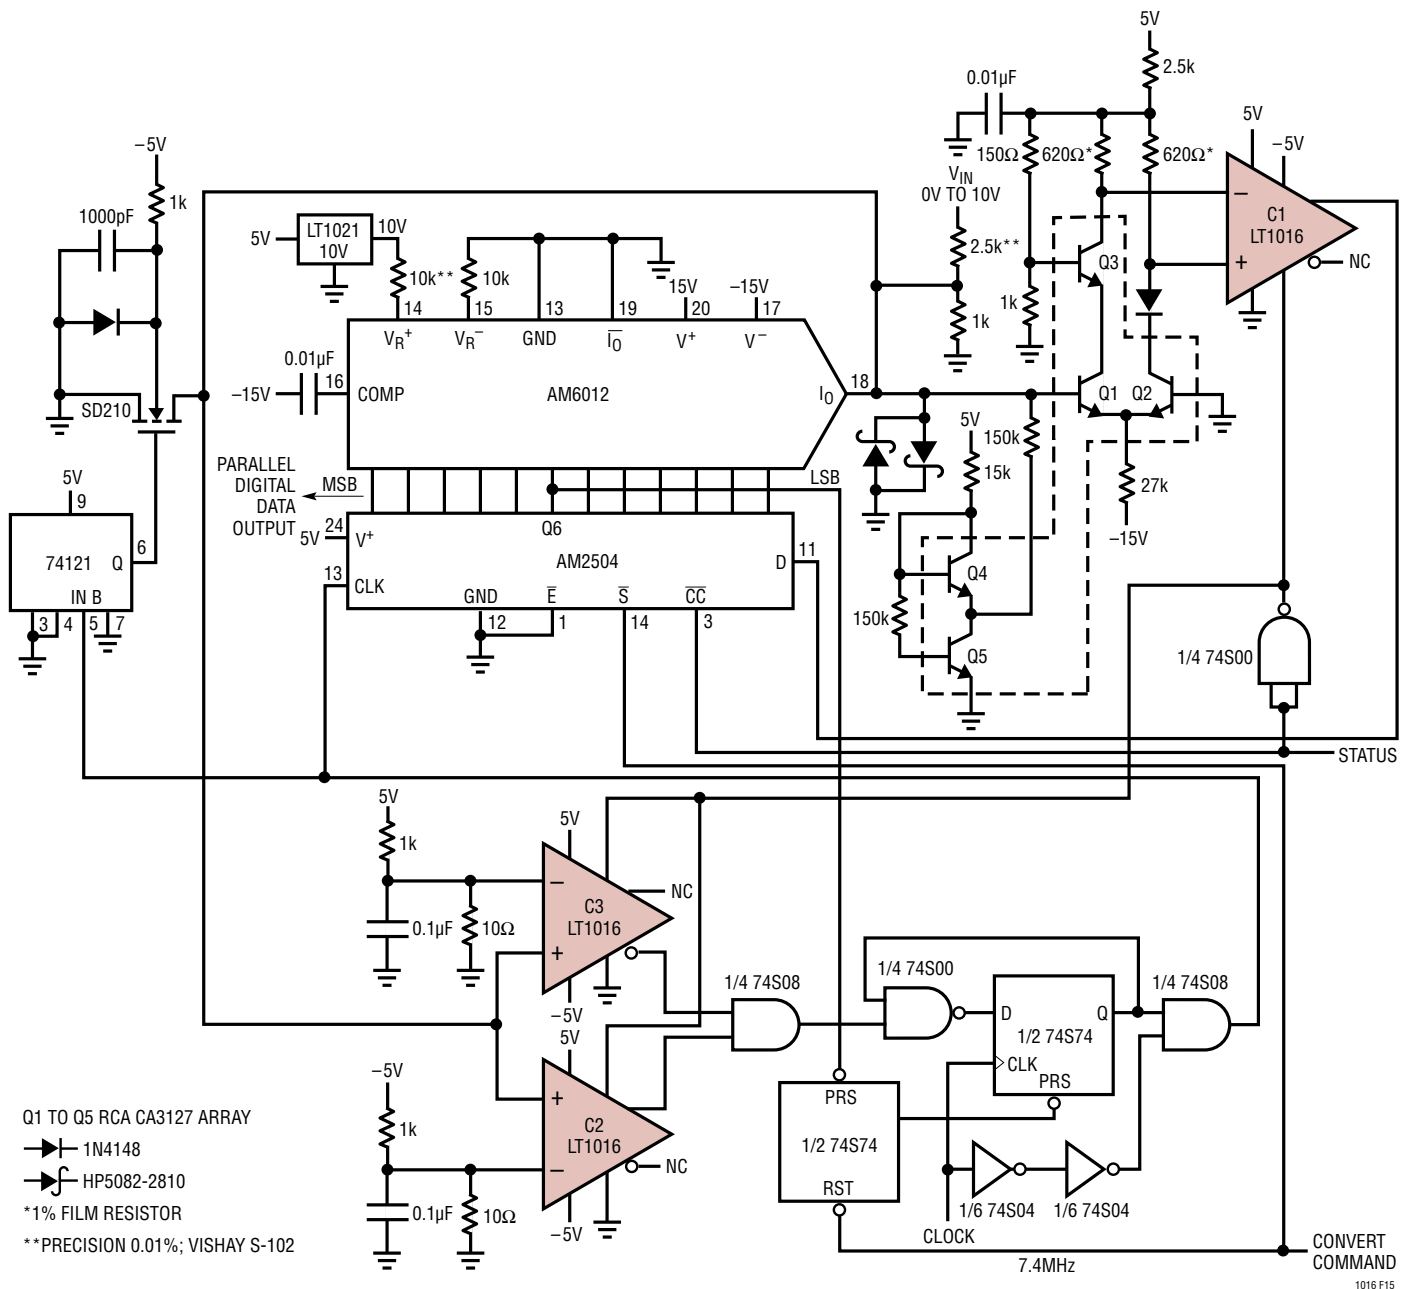 5V
2.5k
0.01µF
150Ω
620Ω*
620Ω*
5V
–5V
–
C1
LT1016
+
NC
VIN
0V TO 10V
2.5k**
1k
1k
Q3
Q1
Q2
–5V
1k
1000pF
SD210
5V
9
74121
Q
6
IN B
3
4
5
7
5V
LT1021
10V
10V
10k**
10k
15V
–15V
14
15
13
19
20
17
VR+
VR–
GND
IO
V+
V–
0.01µF
–15V
16
COMP
AM6012
IO
18
PARALLEL
DIGITAL
DATA
OUTPUT
MSB
LSB
5V
24
V+
Q6
AM2504
D
11
13
CLK
GND
E
S
CC
12
1
14
3
5V
15k
150k
150k
Q4
Q5
27k
–15V
1/4 74S00
STATUS
5V
1k
0.1µF
10Ω
5V
–
C3
LT1016
+
NC
–5V
5V
–5V
1k
0.1µF
10Ω
+
C2
LT1016
–
NC
–5V
1/4 74S08
1/4 74S00
D
Q
1/2 74S74
CLK
PRS
1/4 74S08
PRS
1/2 74S74
RST
1/6 74S04
1/6 74S04
CLOCK
7.4MHz
CONVERT
COMMAND
Q1 TO Q5 RCA CA3127 ARRAY
1N4148
HP5082-2810
*1% FILM RESISTOR
**PRECISION 0.01%; VISHAY S-102
1016 F15